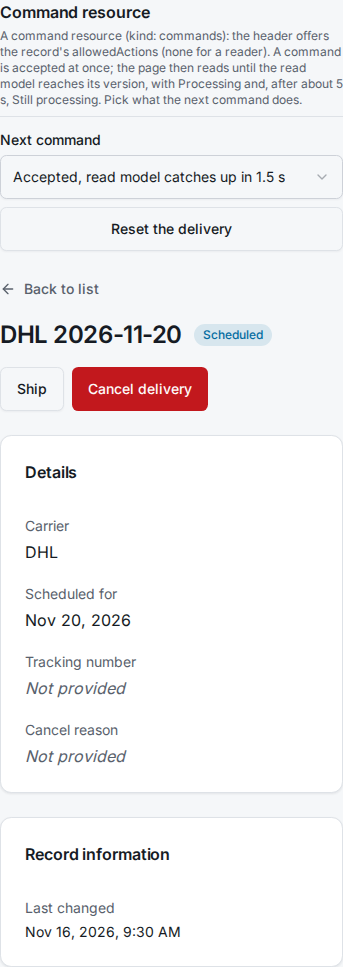 Command resource
A command resource (kind: commands): the header offers
the record's allowedActions (none for a reader). A command
is accepted at once; the page then reads until the read
model reaches its version, with Processing and, after about 5
s, Still processing. Pick what the next command does.
Next command
Accepted, read model catches up in 1.5 s
Reset the delivery
Back to list
DHL 2026-11-20 Scheduled
Ship Cancel delivery
Details
Carrier
DHL
Scheduled for
Nov 20, 2026
Tracking number
Not provided
Cancel reason
Not provided
Record information
Last changed
Nov 16, 2026, 9:30 AM